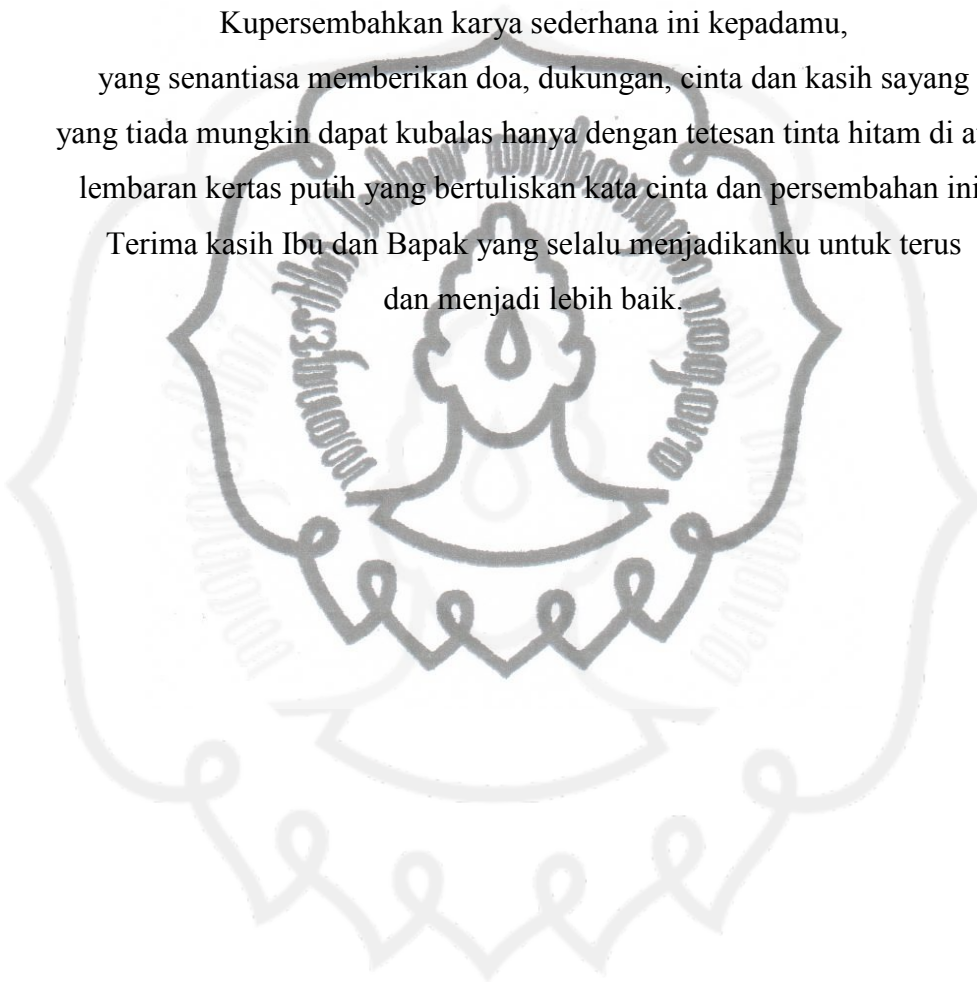 Kupersembahkan karya sederhana ini kepadamu,
yang senantiasa memberikan doa, dukungan, cinta dan kasih sayang
yang tiada mungkin dapat kubalas hanya dengan tetesan tinta hitam di
lembaran kertas putih yang bertuliskan kata cinta dan persembahan ini
Terima kasih Ibu dan Bapak yang selalu menjadikanku untuk terus
dan menjadi lebih baik.